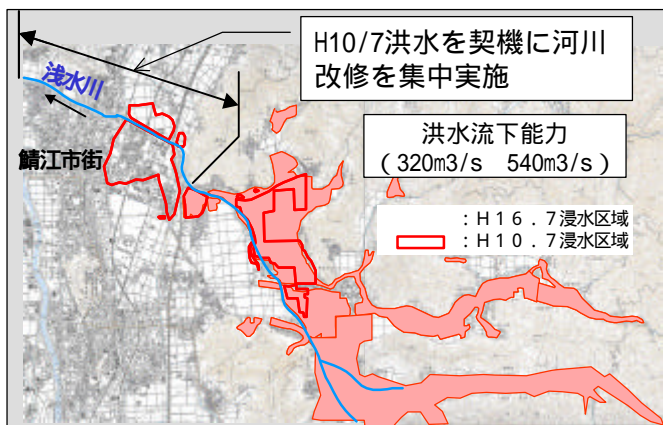 H10/7洪水を契機に河川
改修を集中実施
浅水川
鯖江市街
洪水流下能力
（320m3/s　540m3/s）
：H16．7浸水区域
：H10．7浸水区域